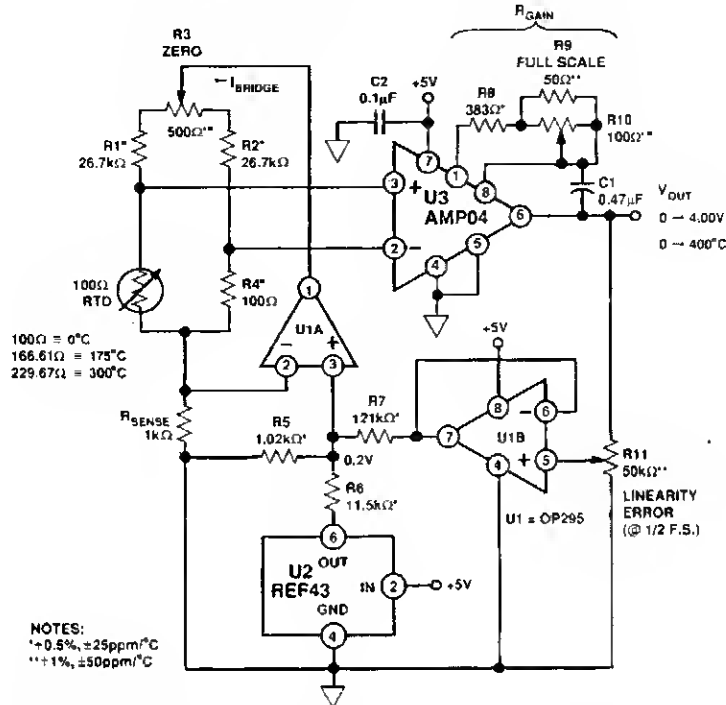 R_GAIN
R3
ZERO
←I_BRIDGE
500Ω**
R1*
26.7kΩ
R2*
26.7kΩ
C2
0.1µF
+5V
R8
383Ω*
R9
FULL SCALE
50Ω**
R10
100Ω**
7
1
8
3
+
U3
AMP04
6
2
−
5
4
C1
0.47µF
V_OUT
0 → 4.00V
0 → 400°C
100Ω
RTD
R4*
100Ω
1
U1A
−
+
2
3
100Ω ≡ 0°C
166.61Ω ≡ 175°C
229.67Ω ≡ 300°C
R_SENSE
1kΩ
R5
1.02kΩ*
R7
121kΩ*
0.2V
R6
11.5kΩ*
+5V
8
−
6
7
U1B
+
5
4
R11
50kΩ**
U1 = OP295
LINEARITY
ERROR
(@ 1/2 F.S.)
6
OUT
U2
REF43
IN
2
+5V
GND
4
NOTES:
*±0.5%, ±25ppm/°C
**±1%, ±50ppm/°C